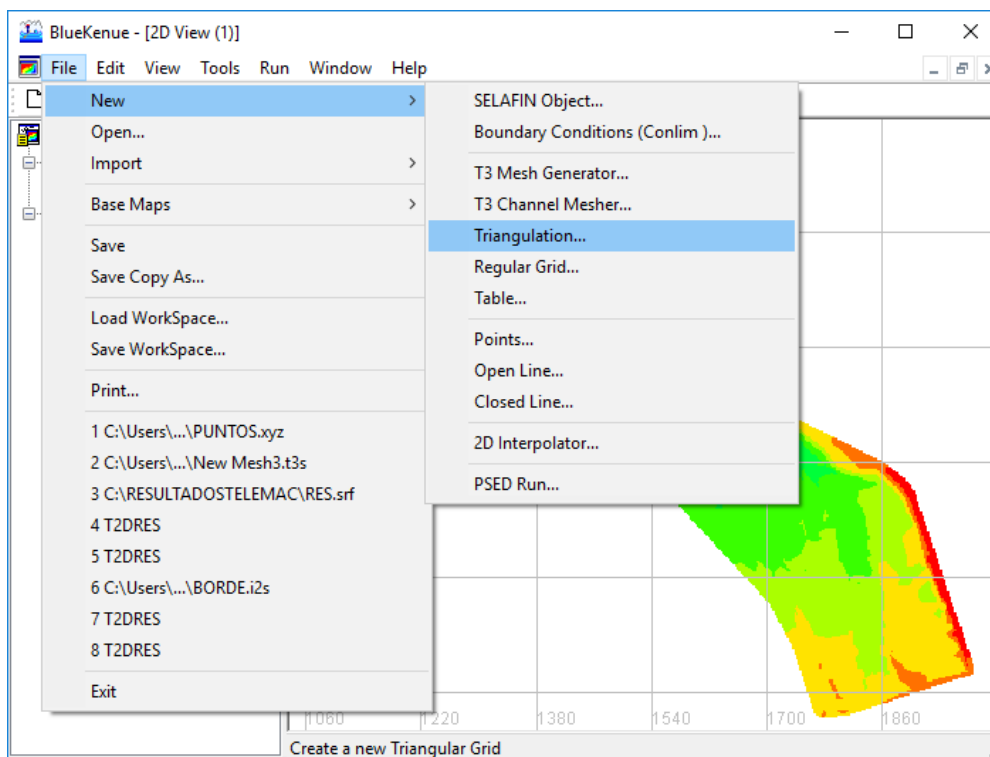 BlueKenue - [2D View (1)]
File Edit View Tools Run Window Help
New
Open...
Import
Base Maps
Save
Save Copy As...
Load WorkSpace...
Save WorkSpace...
Print...
1 C:\Users\...\PUNTOS.xyz
2 C:\Users\...\New Mesh3.t3s
3 C:\RESULTADOSTELEMAC\RES.srf
4 T2DRES
5 T2DRES
6 C:\Users\...\BORDE.i2s
7 T2DRES
8 T2DRES
Exit
SELAFIN Object...
Boundary Conditions (Conlim )...
T3 Mesh Generator...
T3 Channel Mesher...
Triangulation...
Regular Grid...
Table...
Points...
Open Line...
Closed Line...
2D Interpolator...
PSED Run...
1060 1220 1380 1540 1700 1860
Create a new Triangular Grid